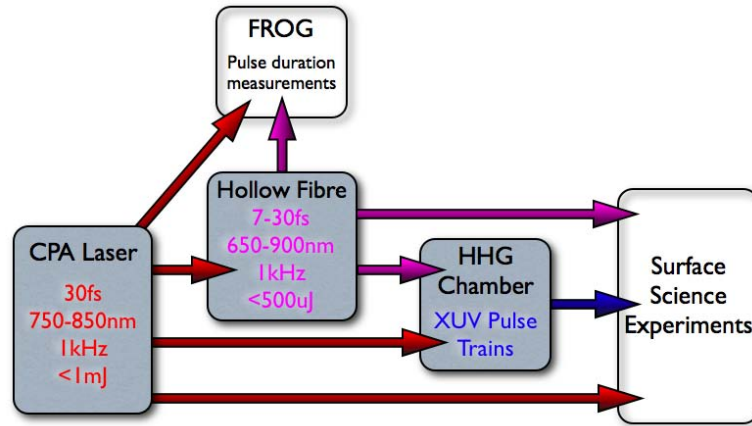 FROG
Pulse duration
measurements
Hollow Fibre
7-30fs
650-900nm
1kHz
<500uJ
CPA Laser
30fs
750-850nm
1kHz
<1mJ
HHG
Chamber
XUV Pulse
Trains
Surface
Science
Experiments